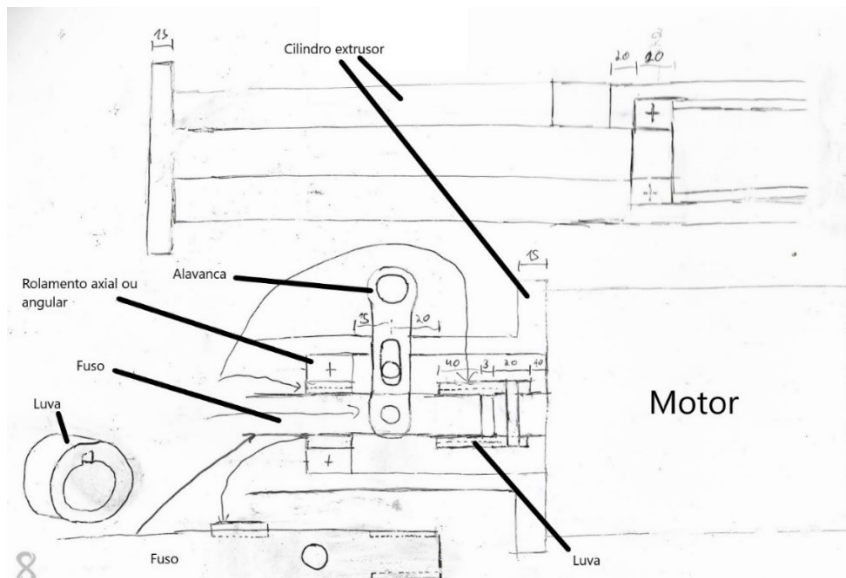 13
Cilindro extrusor
20
20
Alavanca
15
Rolamento axial ou
angular
15
20
40
3
20
10
Fuso
Luva
Motor
Fuso
Luva
8